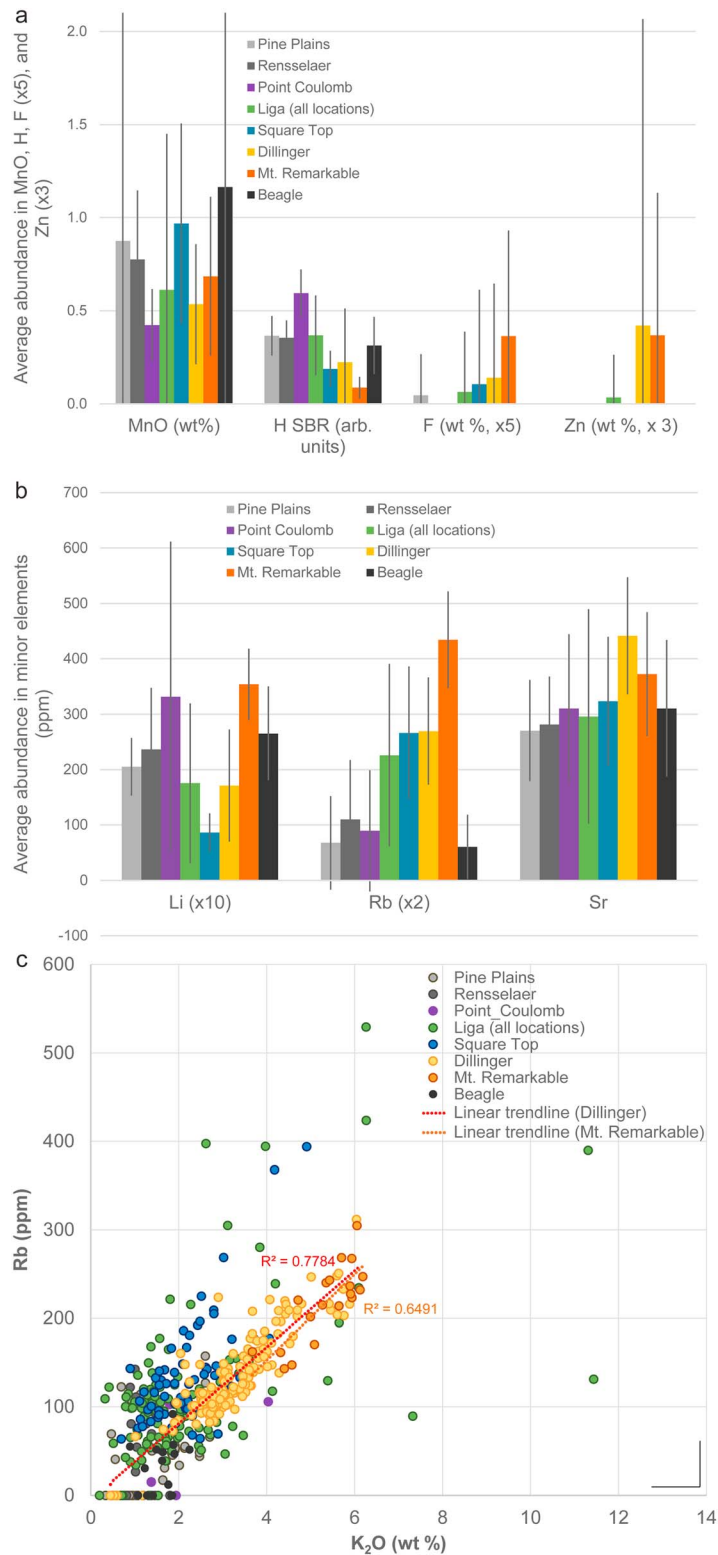 a
Average abundance in MnO, H, F (x5), and
Zn (x3)
2.0
1.5
1.0
0.5
0.0
Pine Plains
Rensselaer
Point Coulomb
Liga (all locations)
Square Top
Dillinger
Mt. Remarkable
Beagle
MnO (wt%)
H SBR (arb.
units)
F (wt %, x5)
Zn (wt %, x 3)
b
Average abundance in minor elements
(ppm)
700
600
500
400
300
200
100
0
-100
Pine Plains
Rensselaer
Point Coulomb
Liga (all locations)
Square Top
Dillinger
Mt. Remarkable
Beagle
Li (x10)
Rb (x2)
Sr
c
Rb (ppm)
600
500
400
300
200
100
0
Pine Plains
Rensselaer
Point_Coulomb
Liga (all locations)
Square Top
Dillinger
Mt. Remarkable
Beagle
Linear trendline (Dillinger)
Linear trendline (Mt. Remarkable)
R² = 0.7784
R² = 0.6491
0 2 4 6 8 10 12 14
K₂O (wt %)